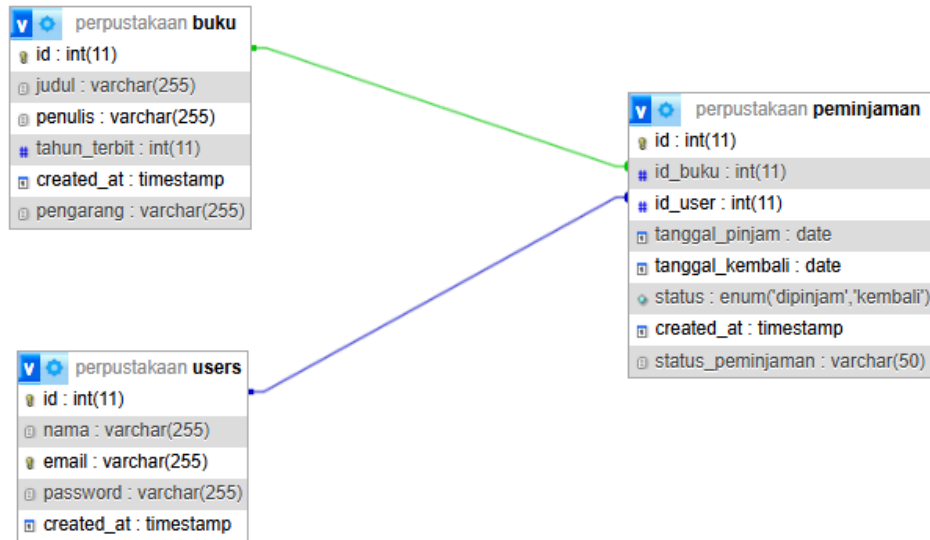 perpustakaan buku
id : int(11)
judul : varchar(255)
penulis : varchar(255)
tahun_terbit : int(11)
created_at : timestamp
pengarang : varchar(255)
perpustakaan peminjaman
id : int(11)
id_buku : int(11)
id_user : int(11)
tanggal_pinjam : date
tanggal_kembali : date
status : enum('dipinjam','kembali')
created_at : timestamp
status_peminjaman : varchar(50)
perpustakaan users
id : int(11)
nama : varchar(255)
email : varchar(255)
password : varchar(255)
created_at : timestamp